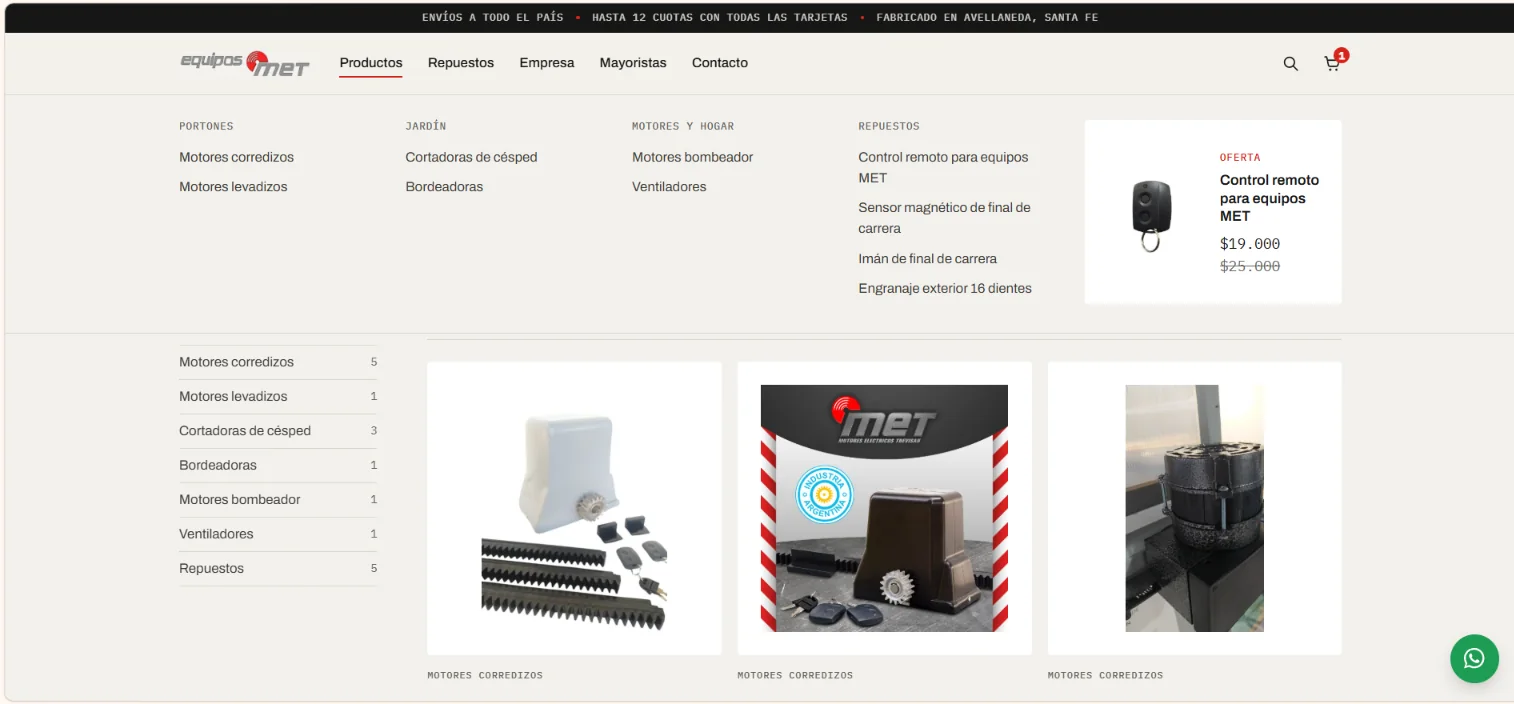 ENVÍOS A TODO EL PAÍS • HASTA 12 CUOTAS CON TODAS LAS TARJETAS • FABRICADO EN AVELLANEDA, SANTA FE
equipos met
Productos
Repuestos
Empresa
Mayoristas
Contacto
1
PORTONES
Motores corredizos
Motores levadizos
JARDÍN
Cortadoras de césped
Bordeadoras
MOTORES Y HOGAR
Motores bombeador
Ventiladores
REPUESTOS
Control remoto para equipos
MET
Sensor magnético de final de
carrera
Imán de final de carrera
Engranaje exterior 16 dientes
OFERTA
Control remoto
para equipos
MET
$19.000
$25.000
Motores corredizos 5
Motores levadizos 1
Cortadoras de césped 3
Bordeadoras 1
Motores bombeador 1
Ventiladores 1
Repuestos 5
met
MOTORES ELECTRICOS TREVISAN
INDUSTRIA
ARGENTINA
MOTORES CORREDIZOS
MOTORES CORREDIZOS
MOTORES CORREDIZOS